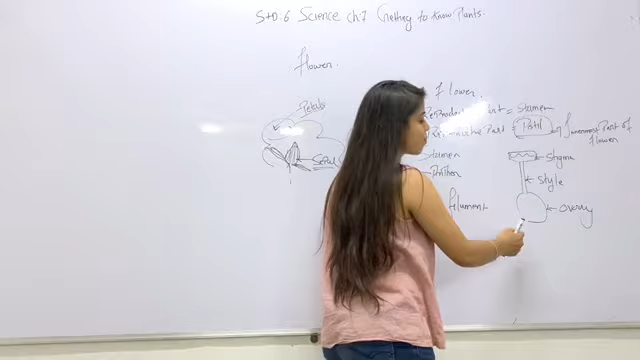 STD:6 Science ch:7 Getting to Know Plants.
flower.
Petals
Sepal
flower.
= Stamen
Part = Pistil → Innermost Part of
flower
Stigma
Style
ovary
Anther
filament